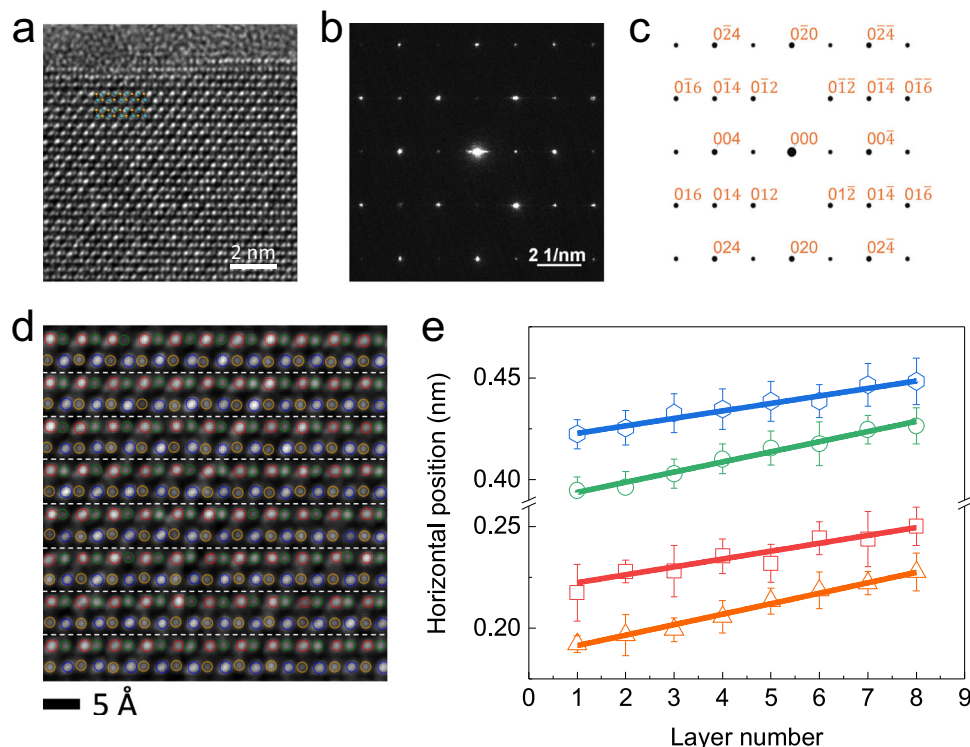 a
b
c
2 nm
2 1/nm
02̄4 02̄0 02̄4̄
01̄6 01̄4 01̄2 01̄2̄ 01̄4̄ 01̄6̄
004 000 004̄
016 014 012 012̄ 014̄ 016̄
024 020 024̄
d
5 Å
e
Horizontal position (nm)
0.45
0.40
0.25
0.20
0 1 2 3 4 5 6 7 8 9
Layer number